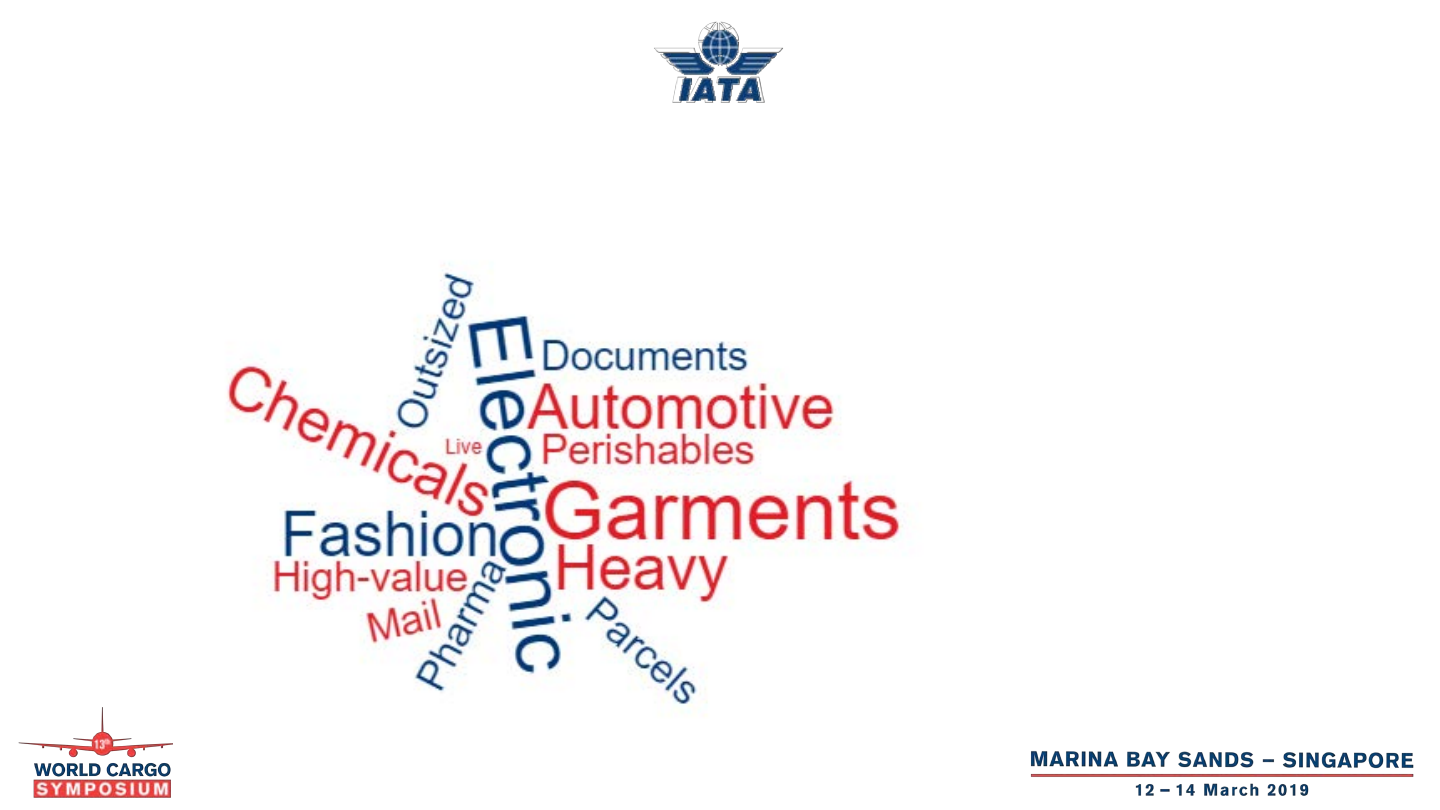 IATA
Outsized
Electronic
Documents
Chemicals
Automotive
Live
Perishables
Garments
Fashion
Heavy
High-value
Mail
Pharma
Parcels
13th
WORLD CARGO
SYMPOSIUM
MARINA BAY SANDS – SINGAPORE
12 – 14 March 2019